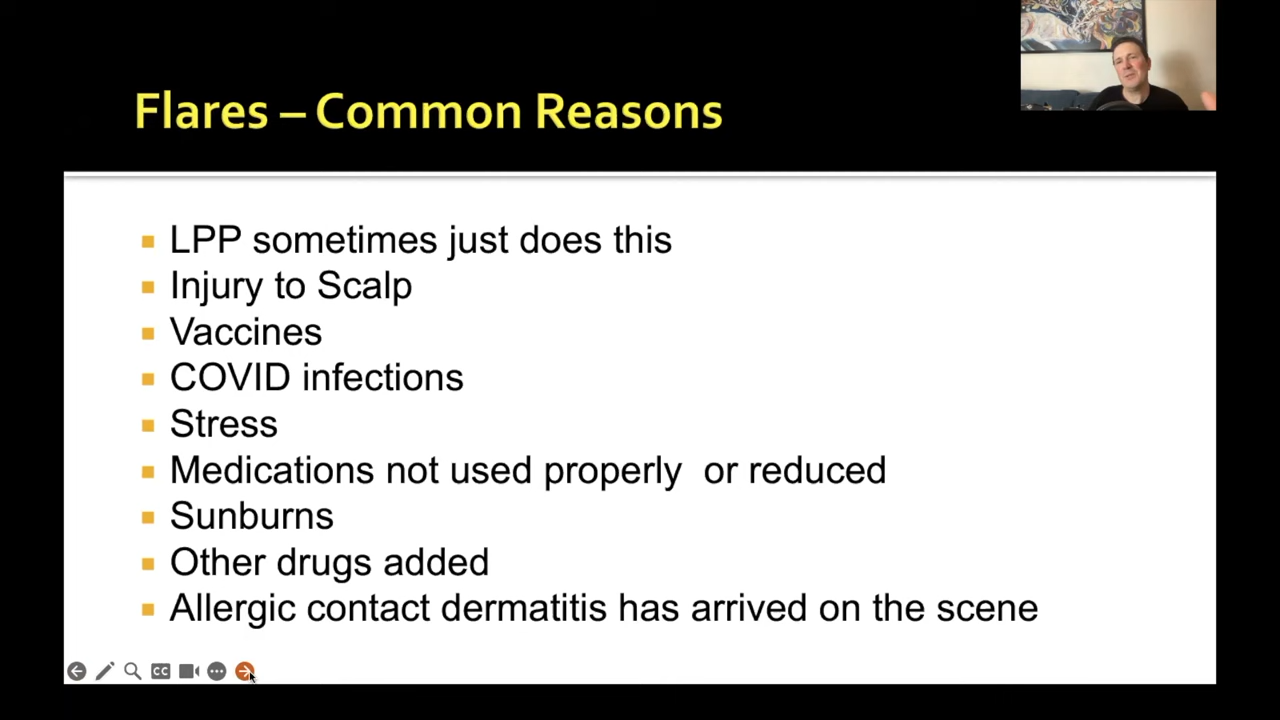 Flares – Common Reasons
LPP sometimes just does this
Injury to Scalp
Vaccines
COVID infections
Stress
Medications not used properly  or reduced
Sunburns
Other drugs added
Allergic contact dermatitis has arrived on the scene
CC